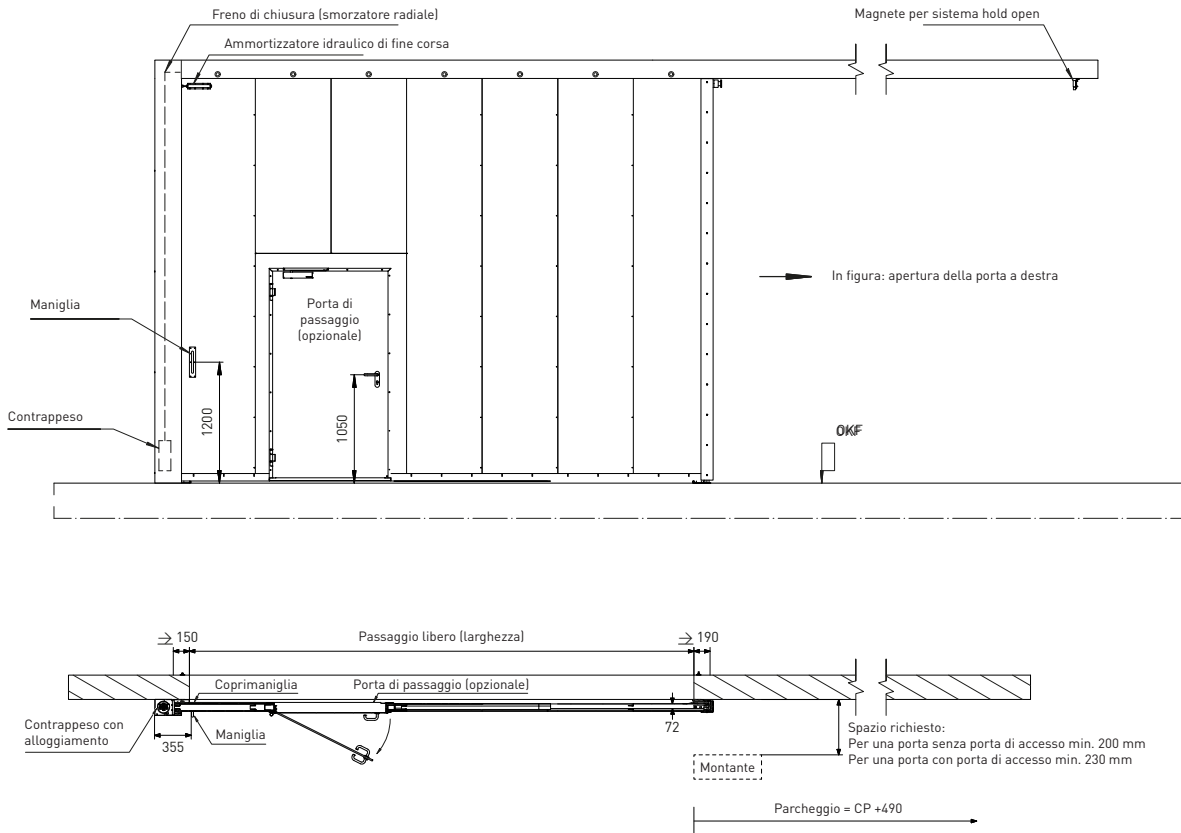 Freno di chiusura (smorzatore radiale)
Magnete per sistema hold open
Ammortizzatore idraulico di fine corsa
In figura: apertura della porta a destra
Maniglia
Porta di
passaggio
(opzionale)
Contrappeso
1200
1050
OKF
150
Passaggio libero (larghezza)
190
Coprimaniglia
Porta di passaggio (opzionale)
Contrappeso con
alloggiamento
Maniglia
355
72
Spazio richiesto:
Per una porta senza porta di accesso min. 200 mm
Per una porta con porta di accesso min. 230 mm
Montante
Parcheggio = CP +490